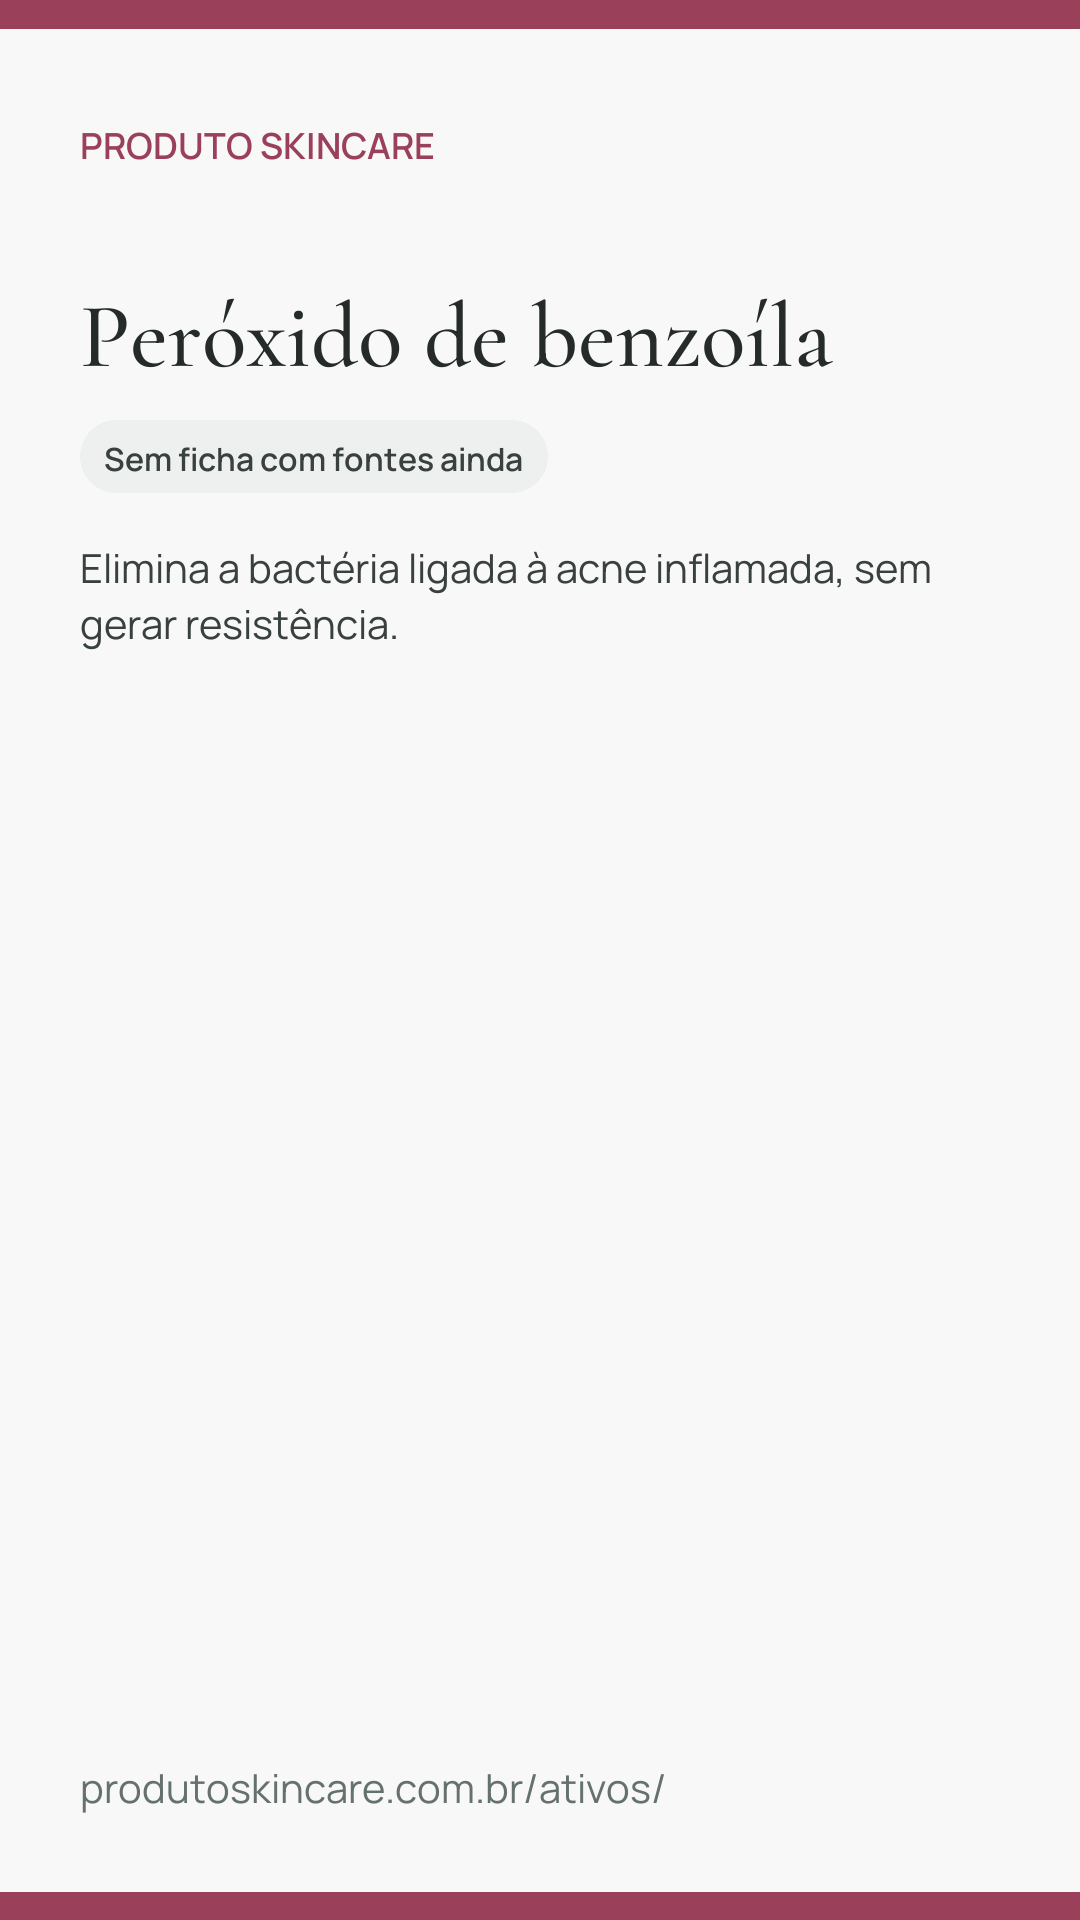 PRODUTO SKINCARE
Peróxido de benzoíla
Sem ficha com fontes ainda
Elimina a bactéria ligada à acne inflamada, sem
gerar resistência.
produtoskincare.com.br/ativos/